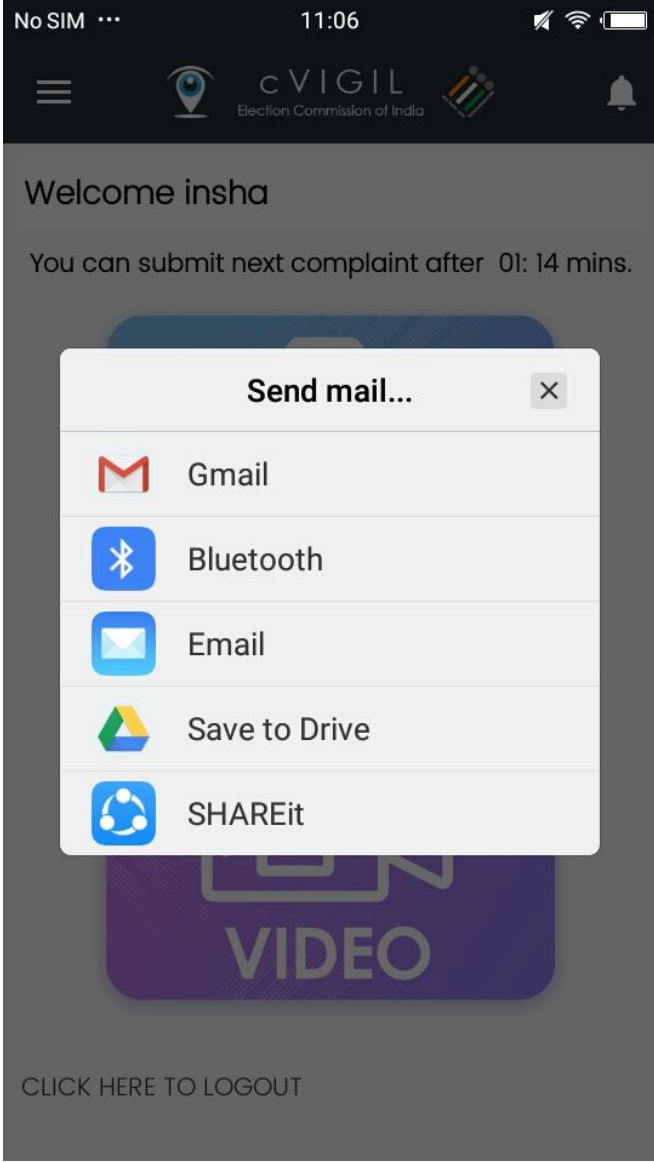 No SIM ···
11:06
cVIGIL
Election Commission of India
Welcome insha
You can submit next complaint after 01: 14 mins.
Send mail...
Gmail
Bluetooth
Email
Save to Drive
SHAREit
VIDEO
CLICK HERE TO LOGOUT